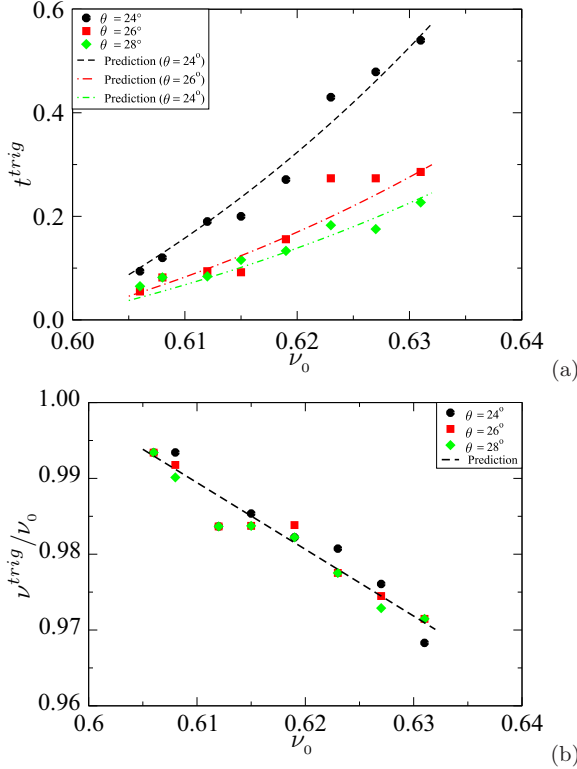 0.6
θ = 24°
θ = 26°
θ = 28°
Prediction (θ = 24°)
Prediction (θ = 26°)
Prediction (θ = 24°)
0.4
t^{trig}
0.2
0.0
0.60 0.61 0.62 0.63 0.64
ν₀
(a)
1.00
θ = 24°
θ = 26°
θ = 28°
Prediction
0.99
ν^{trig}/ν₀
0.98
0.97
0.96
0.6 0.61 0.62 0.63 0.64
ν₀
(b)